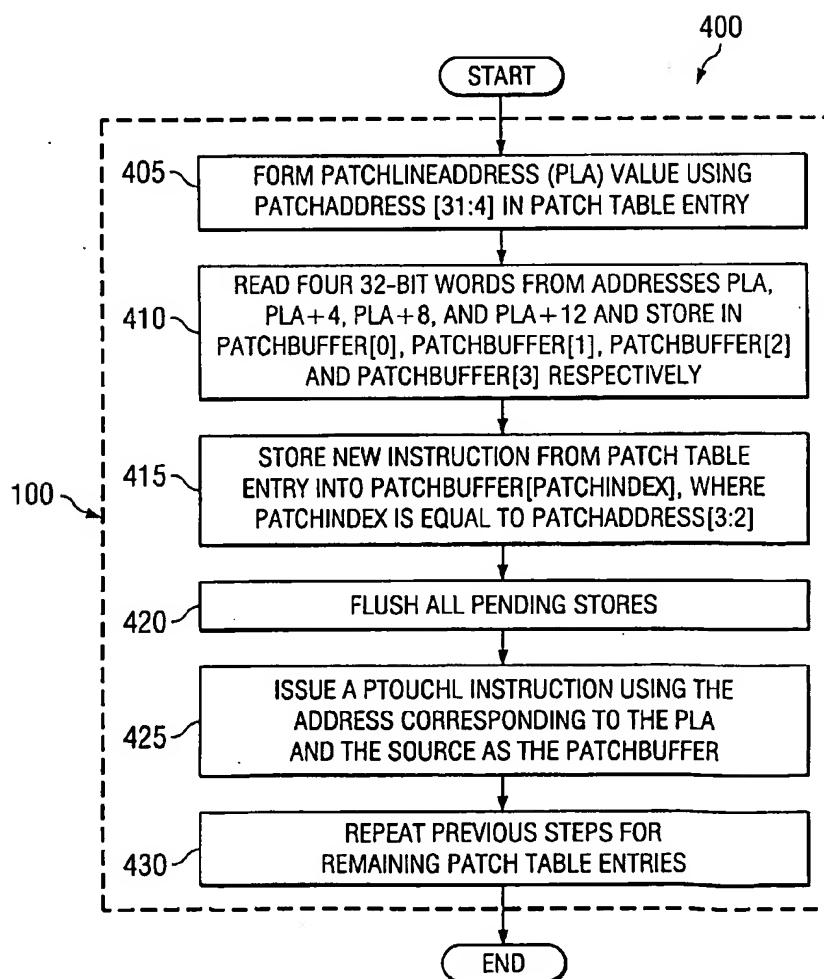 400
START
405
FORM PATCHLINEADDRESS (PLA) VALUE USING
PATCHADDRESS [31:4] IN PATCH TABLE ENTRY
410
READ FOUR 32-BIT WORDS FROM ADDRESSES PLA,
PLA+4, PLA+8, AND PLA+12 AND STORE IN
PATCHBUFFER[0], PATCHBUFFER[1], PATCHBUFFER[2]
AND PATCHBUFFER[3] RESPECTIVELY
415
STORE NEW INSTRUCTION FROM PATCH TABLE
ENTRY INTO PATCHBUFFER[PATCHINDEX], WHERE
PATCHINDEX IS EQUAL TO PATCHADDRESS[3:2]
100
420
FLUSH ALL PENDING STORES
425
ISSUE A PTOUCHL INSTRUCTION USING THE
ADDRESS CORRESPONDING TO THE PLA
AND THE SOURCE AS THE PATCHBUFFER
430
REPEAT PREVIOUS STEPS FOR
REMAINING PATCH TABLE ENTRIES
END